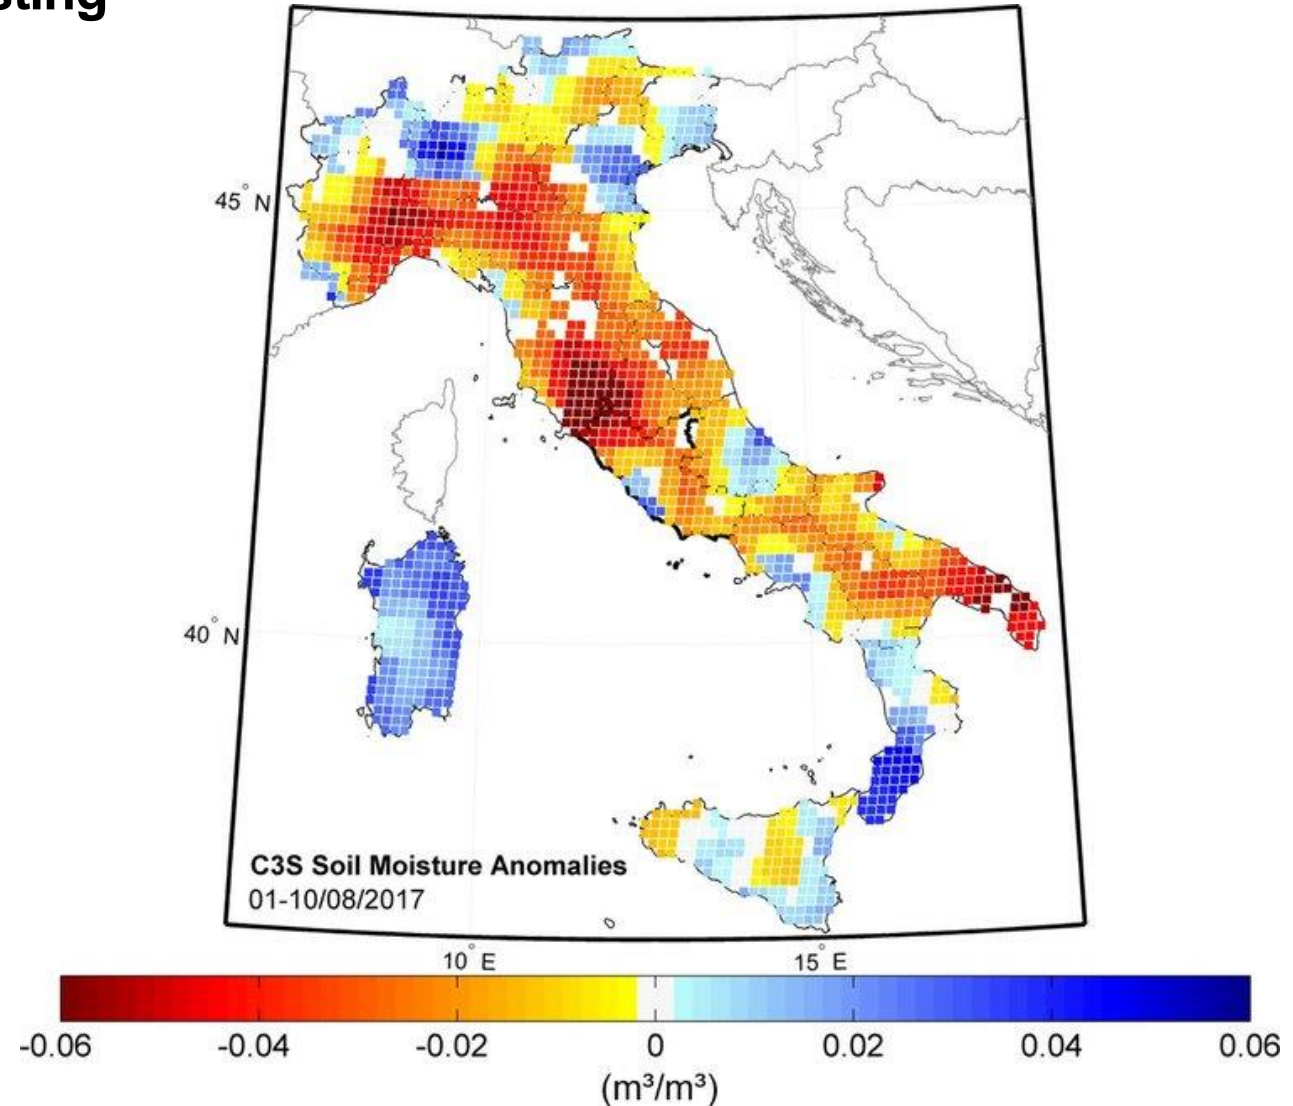 sting
45° N
40° N
C3S Soil Moisture Anomalies
01-10/08/2017
10° E 15° E
-0.06 -0.04 -0.02 0 0.02 0.04 0.06
(m³/m³)